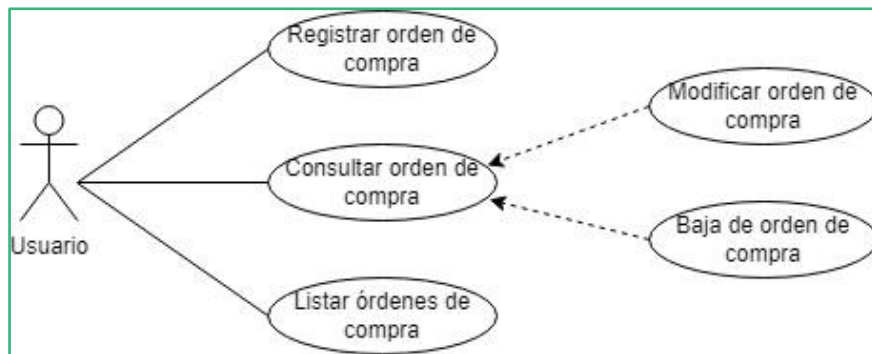 Registrar orden de
compra
Modificar orden de
compra
Consultar orden de
compra
Usuario
Baja de orden de
compra
Listar órdenes de
compra